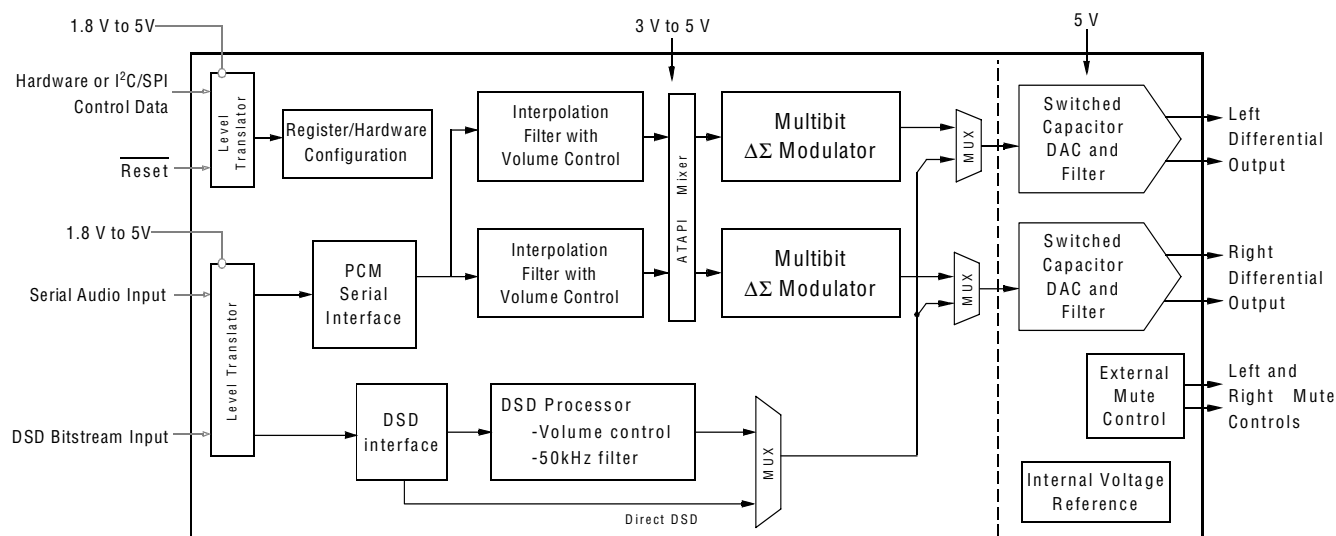 1.8 V to 5V
3 V to 5 V
5 V
Hardware or I²C/SPI
Control Data
Reset
Level
Translator
Register/Hardware
Configuration
Interpolation
Filter with
Volume Control
ATAPI Mixer
Multibit
ΔΣ Modulator
MUX
Switched
Capacitor
DAC and
Filter
Left
Differential
Output
1.8 V to 5V
Serial Audio Input
DSD Bitstream Input
Level Translator
PCM
Serial
Interface
Interpolation
Filter with
Volume Control
Multibit
ΔΣ Modulator
MUX
Switched
Capacitor
DAC and
Filter
Right
Differential
Output
DSD
interface
DSD Processor
-Volume control
-50kHz filter
Direct DSD
MUX
External
Mute
Control
Left and
Right Mute
Controls
Internal Voltage
Reference